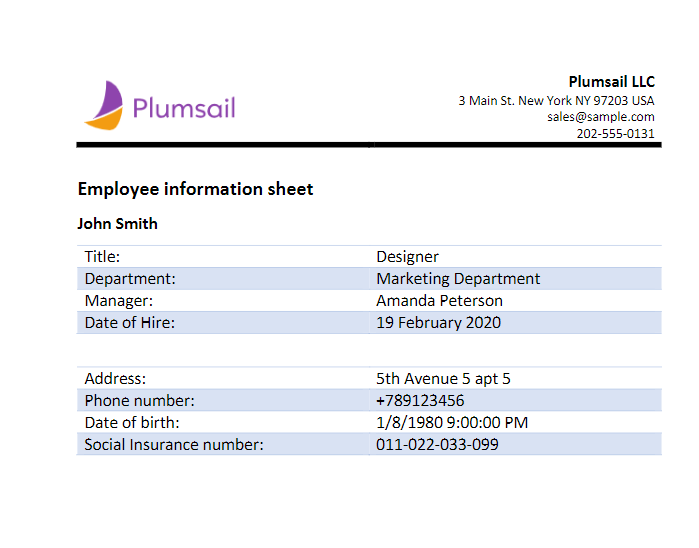 Plumsail
Plumsail LLC
3 Main St. New York NY 97203 USA
sales@sample.com
202-555-0131
Employee information sheet
John Smith
Title: Designer
Department: Marketing Department
Manager: Amanda Peterson
Date of Hire: 19 February 2020
Address: 5th Avenue 5 apt 5
Phone number: +789123456
Date of birth: 1/8/1980 9:00:00 PM
Social Insurance number: 011-022-033-099